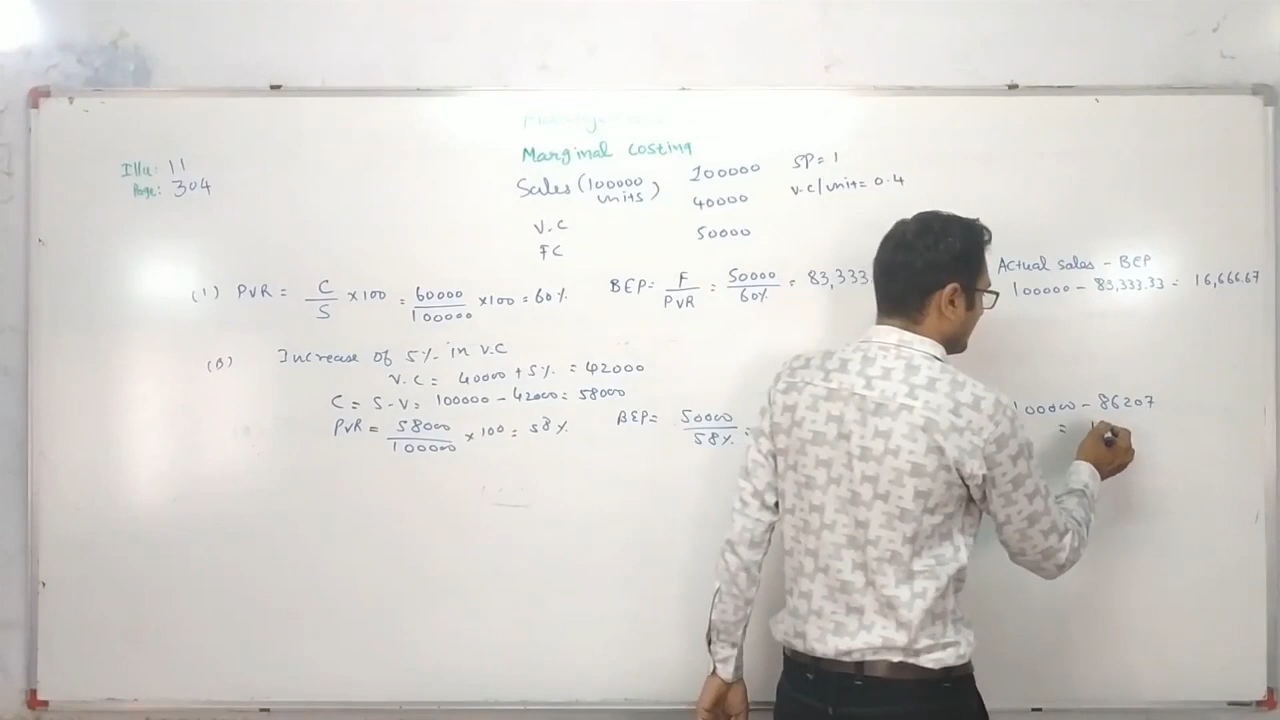 Illu: 11
Page: 304
Marginal costing
Sales (100000 units) 100000 SP = 1
V.C 40000 V.C/unit = 0.4
FC 50000
Actual sales - BEP
(1) PVR = C/S × 100 = 60000/100000 × 100 = 60% BEP = F/PVR = 50000/60% = 83,333. 100000 - 83,333.33 = 16,666.67
(B) Increase of 5% in V.C
V.C = 40000 + 5% = 42000
C = S - V = 100000 - 42000 = 58000 100000 - 86207
PVR = 58000/100000 × 100 = 58% BEP = 50000/58% = =